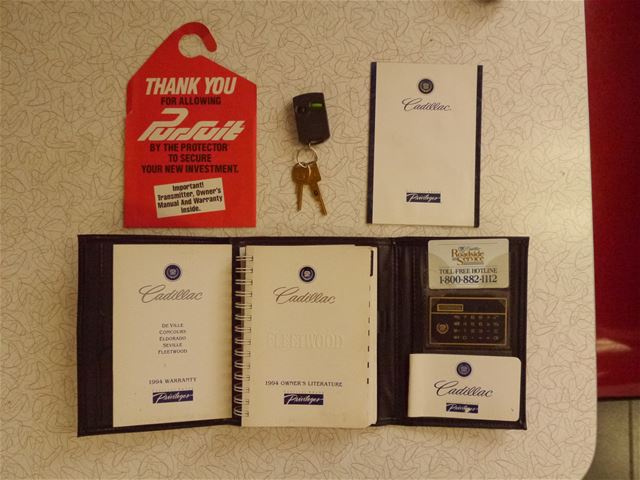 THANK YOU
FOR ALLOWING
Pursuit
BY THE PROTECTOR
TO SECURE
YOUR NEW INVESTMENT.
Important!
Transmitter, Owner's
Manual And Warranty
Inside.
Cadillac
Privileges
Cadillac
DE VILLE
CONCOURS
ELDORADO
SEVILLE
FLEETWOOD
1994 WARRANTY
Privileges
Cadillac
FLEETWOOD
1994 OWNER'S LITERATURE
Privileges
Cadillac
Roadside
Service
TOLL-FREE HOTLINE
1-800-882-1112
Cadillac
Privileges